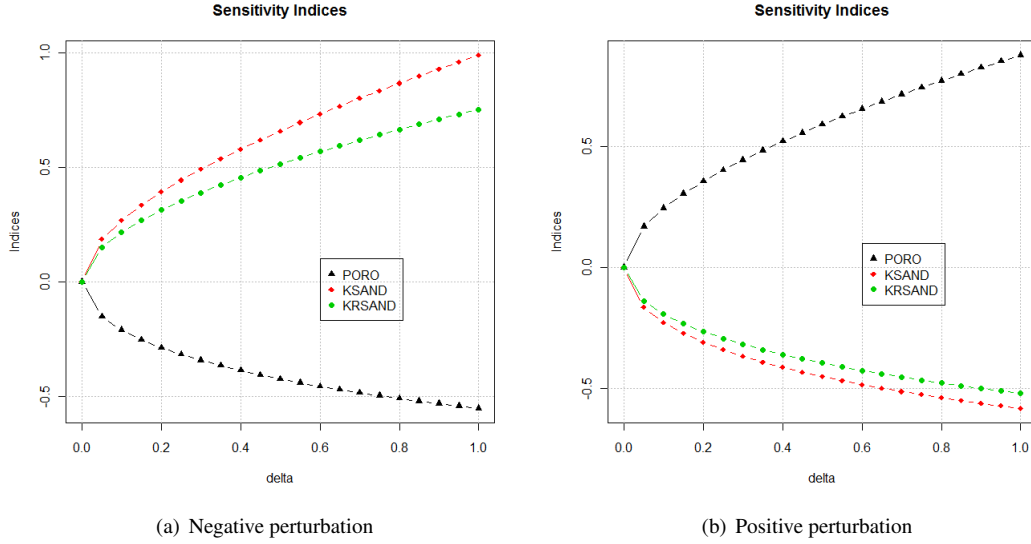 Sensitivity Indices
Indices
1.0
0.5
0.0
-0.5
PORO
KSAND
KRSAND
0.0 0.2 0.4 0.6 0.8 1.0
delta
(a) Negative perturbation
Sensitivity Indices
Indices
0.5
0.0
-0.5
PORO
KSAND
KRSAND
0.0 0.2 0.4 0.6 0.8 1.0
delta
(b) Positive perturbation